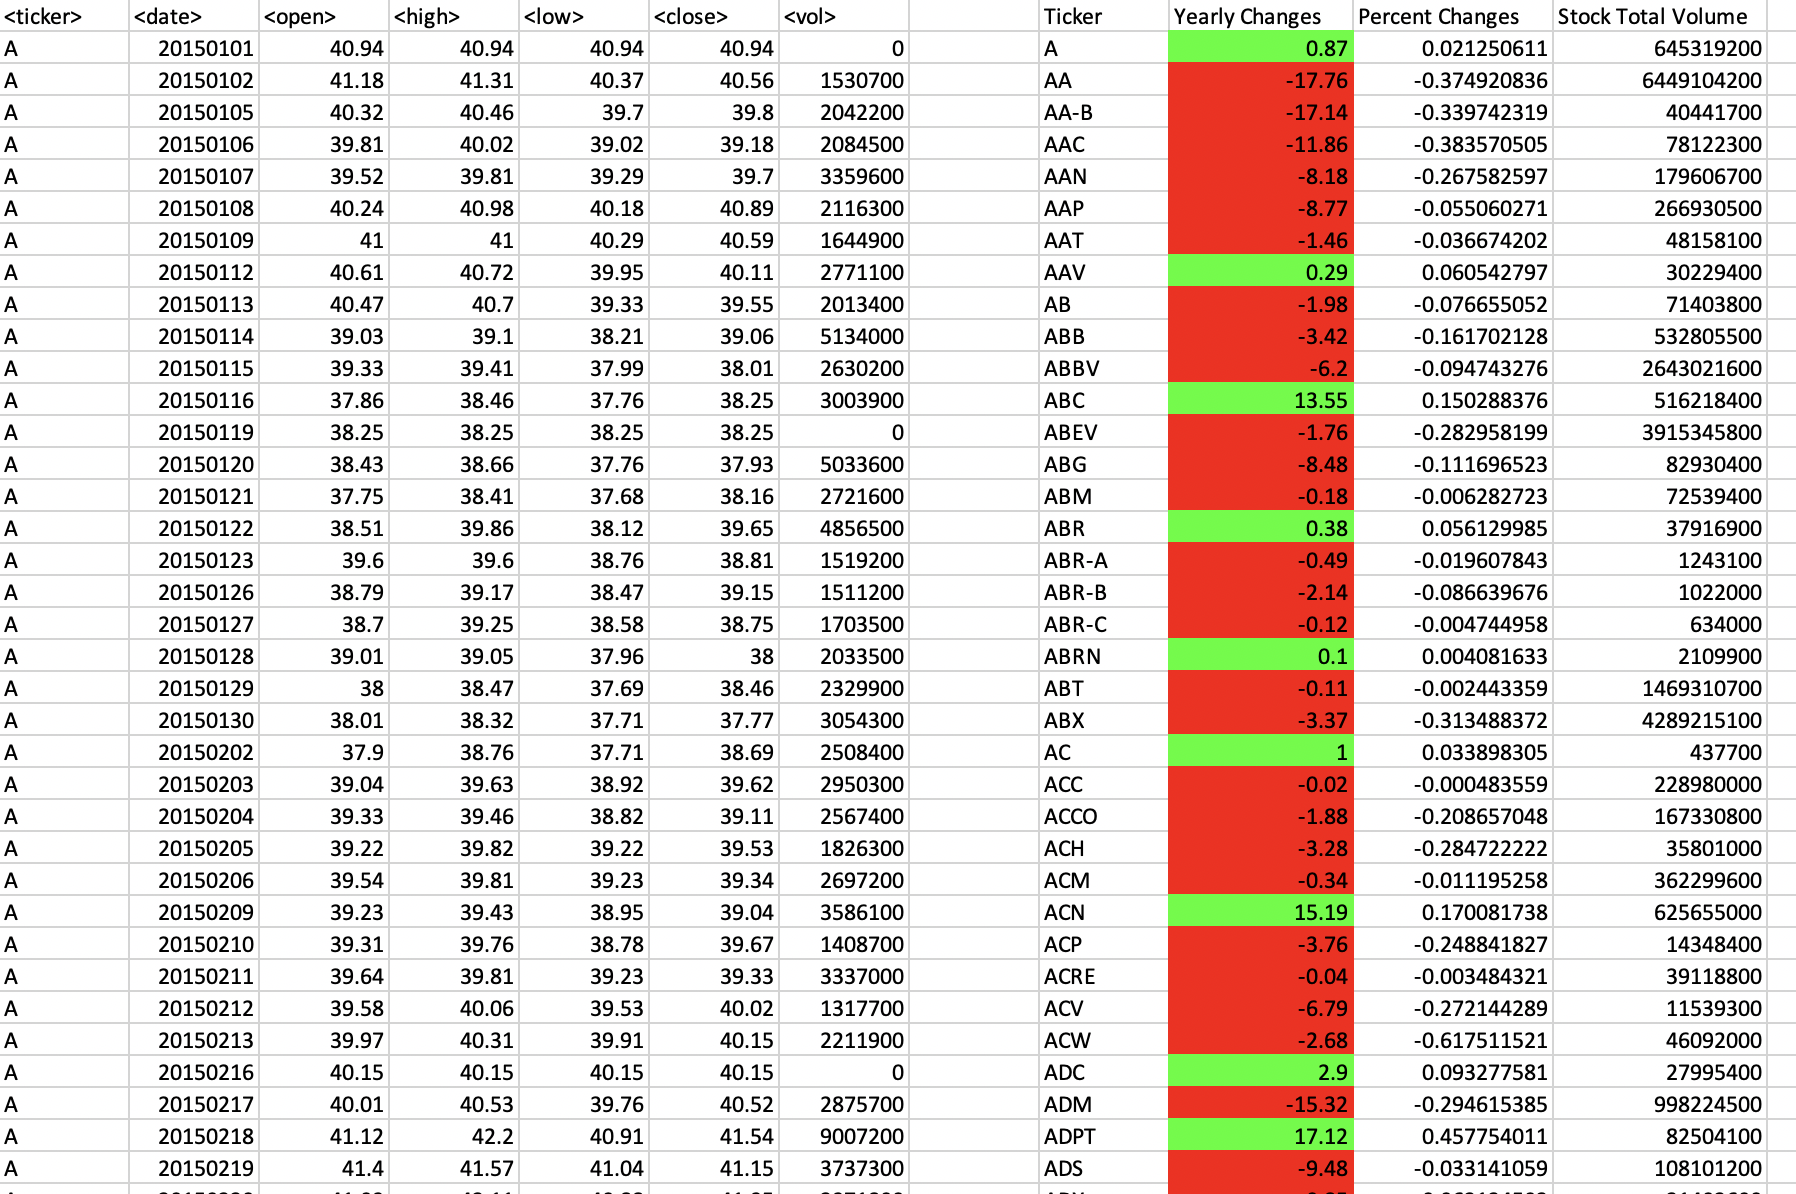 <ticker> <date> <open> <high> <low> <close> <vol> Ticker Yearly Changes Percent Changes Stock Total Volume
A 20150101 40.94 40.94 40.94 40.94 0 A 0.87 0.021250611 645319200
A 20150102 41.18 41.31 40.37 40.56 1530700 AA -17.76 -0.374920836 6449104200
A 20150105 40.32 40.46 39.7 39.8 2042200 AA-B -17.14 -0.339742319 40441700
A 20150106 39.81 40.02 39.02 39.18 2084500 AAC -11.86 -0.383570505 78122300
A 20150107 39.52 39.81 39.29 39.7 3359600 AAN -8.18 -0.267582597 179606700
A 20150108 40.24 40.98 40.18 40.89 2116300 AAP -8.77 -0.055060271 266930500
A 20150109 41 41 40.29 40.59 1644900 AAT -1.46 -0.036674202 48158100
A 20150112 40.61 40.72 39.95 40.11 2771100 AAV 0.29 0.060542797 30229400
A 20150113 40.47 40.7 39.33 39.55 2013400 AB -1.98 -0.076655052 71403800
A 20150114 39.03 39.1 38.21 39.06 5134000 ABB -3.42 -0.161702128 532805500
A 20150115 39.33 39.41 37.99 38.01 2630200 ABBV -6.2 -0.094743276 2643021600
A 20150116 37.86 38.46 37.76 38.25 3003900 ABC 13.55 0.150288376 516218400
A 20150119 38.25 38.25 38.25 38.25 0 ABEV -1.76 -0.282958199 3915345800
A 20150120 38.43 38.66 37.76 37.93 5033600 ABG -8.48 -0.111696523 82930400
A 20150121 37.75 38.41 37.68 38.16 2721600 ABM -0.18 -0.006282723 72539400
A 20150122 38.51 39.86 38.12 39.65 4856500 ABR 0.38 0.056129985 37916900
A 20150123 39.6 39.6 38.76 38.81 1519200 ABR-A -0.49 -0.019607843 1243100
A 20150126 38.79 39.17 38.47 39.15 1511200 ABR-B -2.14 -0.086639676 1022000
A 20150127 38.7 39.25 38.58 38.75 1703500 ABR-C -0.12 -0.004744958 634000
A 20150128 39.01 39.05 37.96 38 2033500 ABRN 0.1 0.004081633 2109900
A 20150129 38 38.47 37.69 38.46 2329900 ABT -0.11 -0.002443359 1469310700
A 20150130 38.01 38.32 37.71 37.77 3054300 ABX -3.37 -0.313488372 4289215100
A 20150202 37.9 38.76 37.71 38.69 2508400 AC 1 0.033898305 437700
A 20150203 39.04 39.63 38.92 39.62 2950300 ACC -0.02 -0.000483559 228980000
A 20150204 39.33 39.46 38.82 39.11 2567400 ACCO -1.88 -0.208657048 167330800
A 20150205 39.22 39.82 39.22 39.53 1826300 ACH -3.28 -0.284722222 35801000
A 20150206 39.54 39.81 39.23 39.34 2697200 ACM -0.34 -0.011195258 362299600
A 20150209 39.23 39.43 38.95 39.04 3586100 ACN 15.19 0.170081738 625655000
A 20150210 39.31 39.76 38.78 39.67 1408700 ACP -3.76 -0.248841827 14348400
A 20150211 39.64 39.81 39.23 39.33 3337000 ACRE -0.04 -0.003484321 39118800
A 20150212 39.58 40.06 39.53 40.02 1317700 ACV -6.79 -0.272144289 11539300
A 20150213 39.97 40.31 39.91 40.15 2211900 ACW -2.68 -0.617511521 46092000
A 20150216 40.15 40.15 40.15 40.15 0 ADC 2.9 0.093277581 27995400
A 20150217 40.01 40.53 39.76 40.52 2875700 ADM -15.32 -0.294615385 998224500
A 20150218 41.12 42.2 40.91 41.54 9007200 ADPT 17.12 0.457754011 82504100
A 20150219 41.4 41.57 41.04 41.15 3737300 ADS -9.48 -0.033141059 108101200